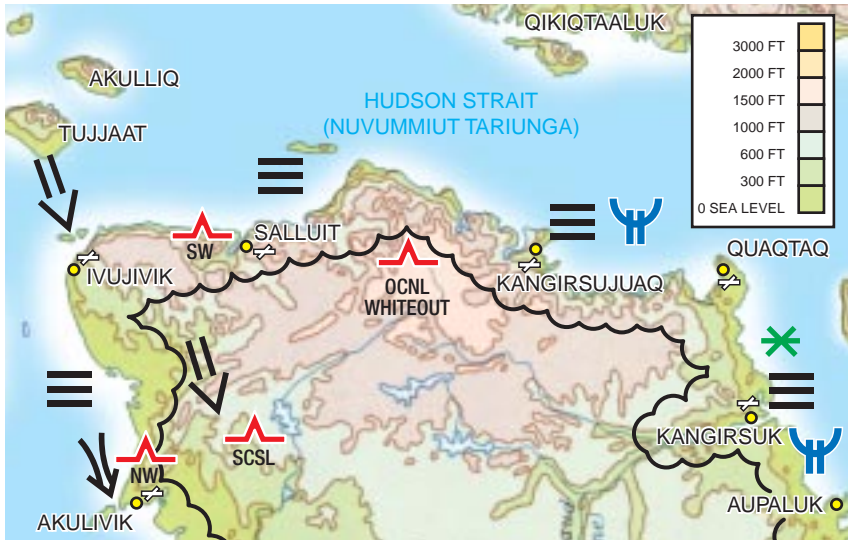 QIKIQTAALUK
AKULLIQ
TUJJAAT
HUDSON STRAIT
(NUVUMMIUT TARIUNGA)
3000 FT
2000 FT
1500 FT
1000 FT
600 FT
300 FT
0 SEA LEVEL
SALLUIT
SW
IVUJIVIK
OCNL
WHITEOUT
KANGIRSUJUAQ
QUAQTAQ
KANGIRSUK
SCSL
NW
AKULIVIK
AUPALUK